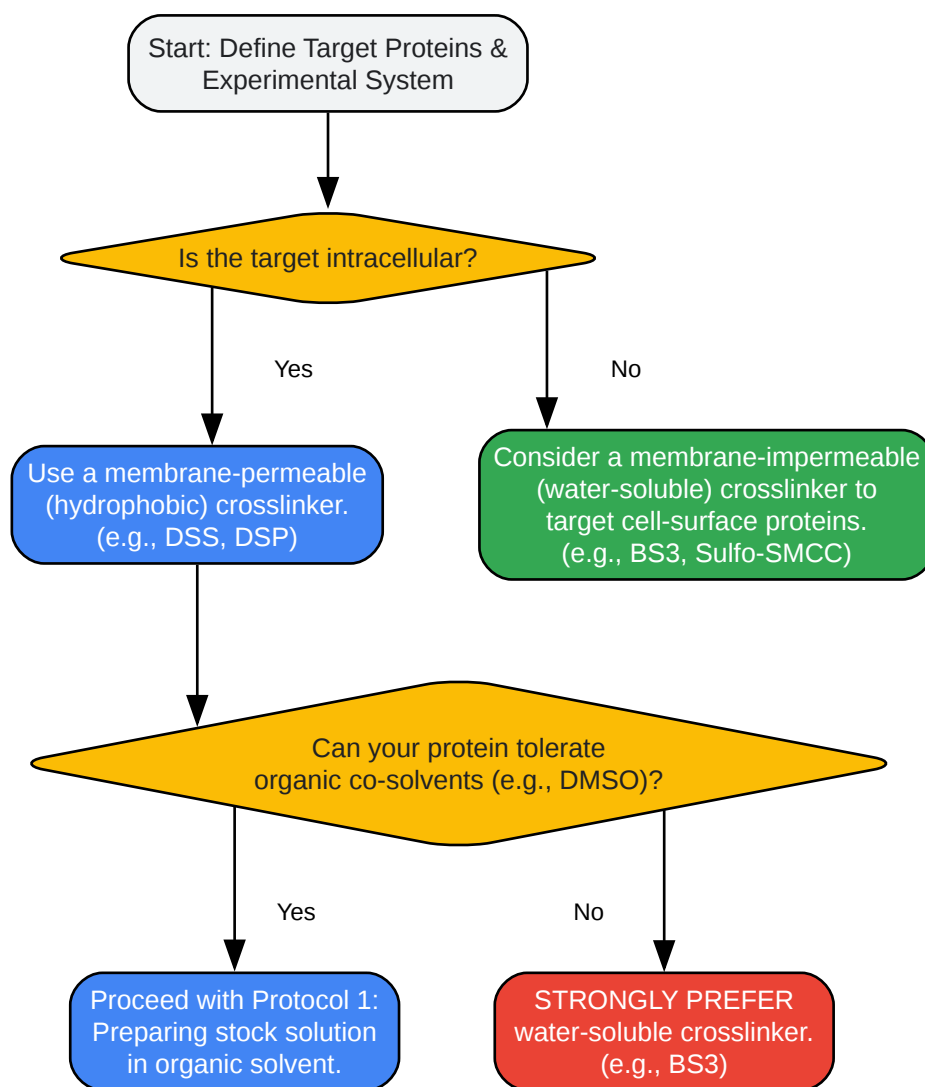 Start: Define Target Proteins &
Experimental System
Is the target intracellular?
Yes
No
Use a membrane-permeable
(hydrophobic) crosslinker.
(e.g., DSS, DSP)
Consider a membrane-impermeable
(water-soluble) crosslinker to
target cell-surface proteins.
(e.g., BS3, Sulfo-SMCC)
Can your protein tolerate
organic co-solvents (e.g., DMSO)?
Yes
No
Proceed with Protocol 1:
Preparing stock solution
in organic solvent.
STRONGLY PREFER
water-soluble crosslinker.
(e.g., BS3)